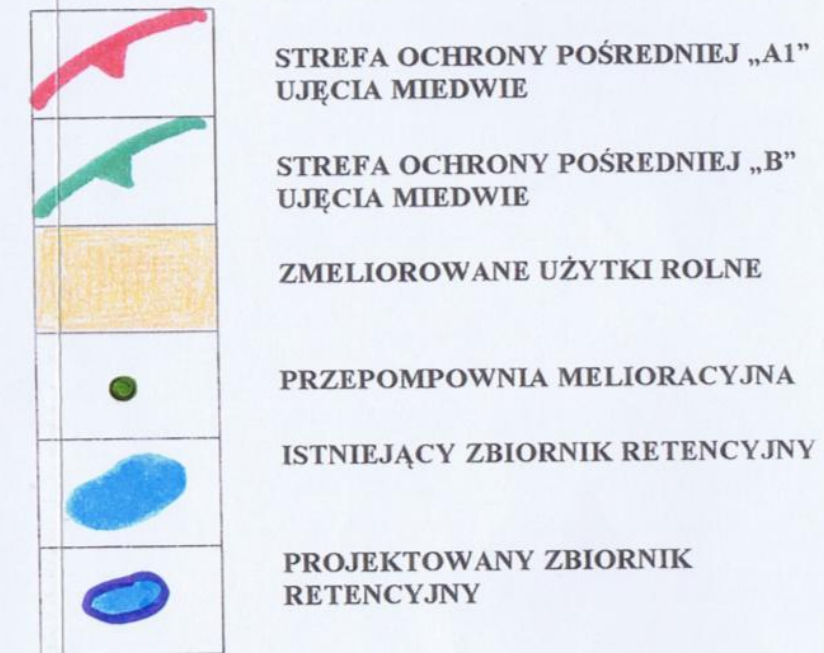 STREFA OCHRONY POŚREDNIEJ „A1”
UJĘCIA MIEDWIE
STREFA OCHRONY POŚREDNIEJ „B”
UJĘCIA MIEDWIE
ZMELIOROWANE UŻYTKI ROLNE
PRZEPOMPOWNIA MELIORACYJNA
ISTNIEJĄCY ZBIORNIK RETENCYJNY
PROJEKTOWANY ZBIORNIK
RETENCYJNY